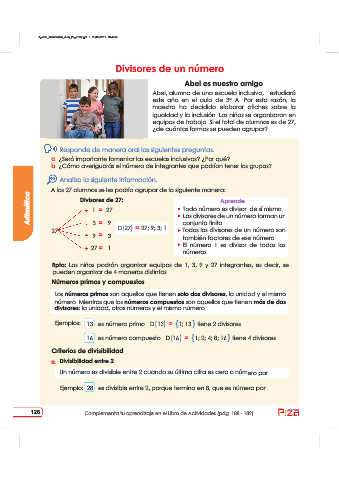 Divisores de un número
Abel es nuestro amigo
Abel, alumno de una escuela inclusiva, estudiará
este año en el aula de 3° A. Por esta razón, la
maestra ha decidido elaborar afiches sobre la
igualdad y la inclusión. Los niños se organizaron en
equipos de trabajo. Si el total de alumnos es de 27,
¿de cuántas formas se pueden agrupar?
Responde de manera oral las siguientes preguntas.
a. ¿Será importante fomentar las escuelas inclusivas? ¿Por qué?
b. ¿Cómo averiguarás el número de integrantes que podrían tener los grupos?
Analiza la siguiente información.
A los 27 alumnos se les podría agrupar de la siguiente manera:
Divisores de 27:
÷ 1 = 27
3 = 9
27
÷ 9 = 3
÷ 27 = 1
D(27) = 27; 9; 3; 1
Aprende
• Todo número es divisor de sí mismo.
• Los divisores de un número forman un
conjunto finito.
• Todos los divisores de un número son
también factores de ese número.
• El número 1 es divisor de todos los
números.
Rpta: Los niños podrán organizar equipos de 1, 3, 9 y 27 integrantes, es decir, se
pueden organizar de 4 maneras distintas.
Números primos y compuestos
Los números primos son aquellos que tienen solo dos divisores, la unidad y el mismo
número. Mientras que los números compuestos son aquellos que tienen más de dos
divisores: la unidad, otros números y el mismo número.
Ejemplos: 13 es número primo D(13) = {1; 13} tiene 2 divisores
16 es número compuesto D(16) = {1; 2; 4; 8; 16} tiene 4 divisores
Criterios de divisibilidad
a. Divisibilidad entre 2
Un número es divisible entre 2 cuando su última cifra es cero o número par
Ejemplo: 28 es divisible entre 2, porque termina en 8, que es número par
Aritmética
126
Complementa tu aprendizaje en el Libro de Actividades (pág. 188 - 189)